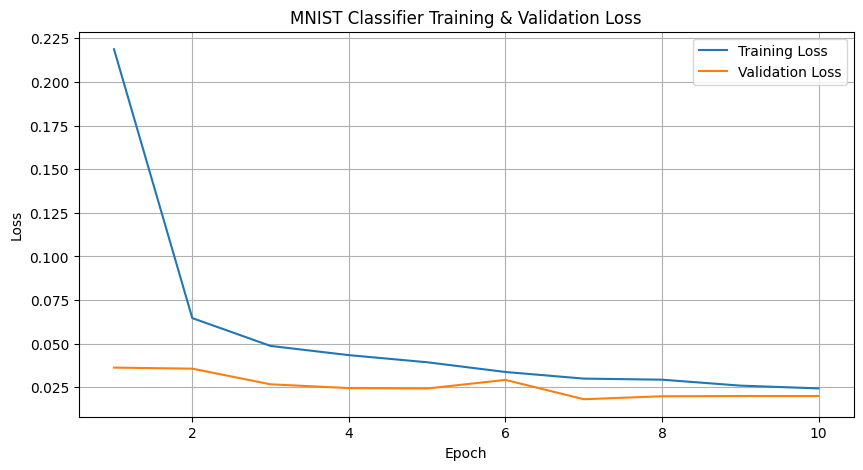 MNIST Classifier Training & Validation Loss
Training Loss
Validation Loss
0.225
0.200
0.175
0.150
0.125
0.100
0.075
0.050
0.025
Loss
2
4
6
8
10
Epoch